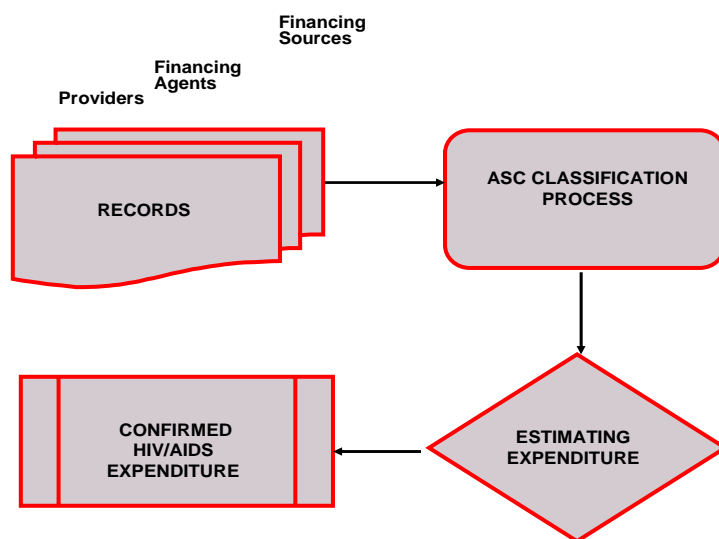 Financing
Sources
Financing
Agents
Providers
RECORDS
ASC CLASSIFICATION
PROCESS
CONFIRMED
HIV/AIDS
EXPENDITURE
ESTIMATING
EXPENDITURE